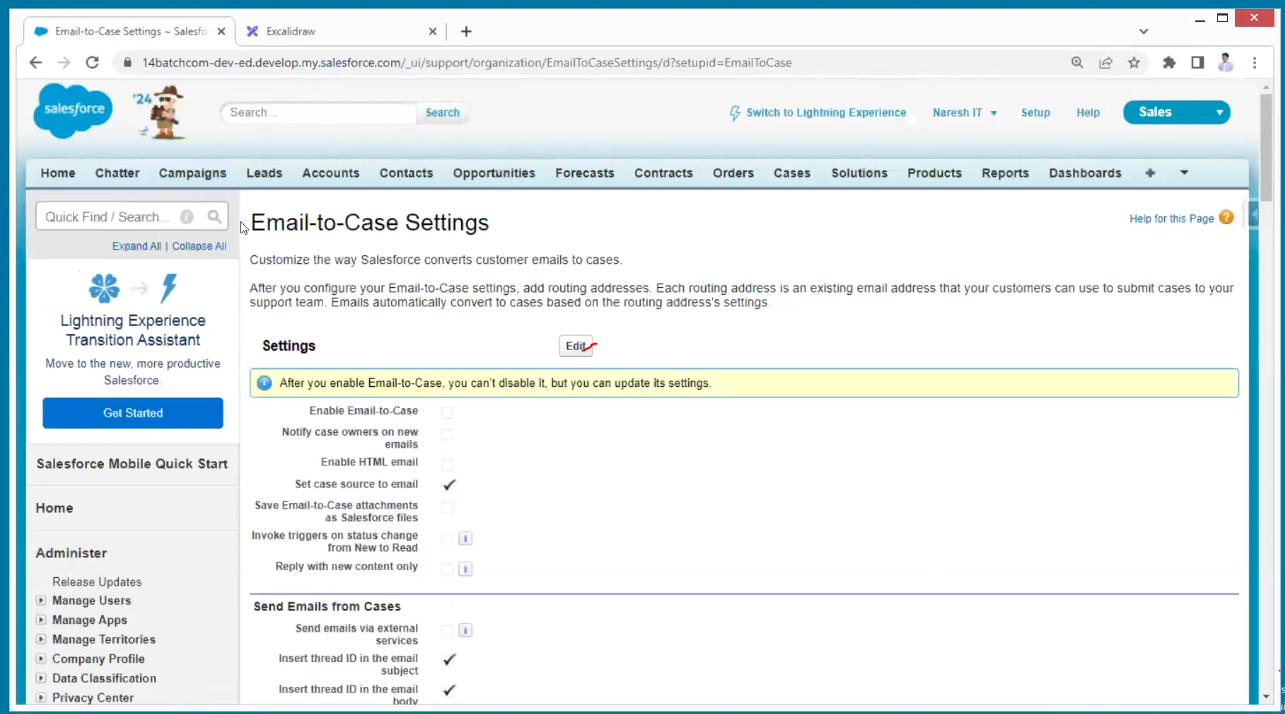 Email-to-Case Settings ~ Salesfo
Excalidraw
14batchcom-dev-ed.develop.my.salesforce.com/_ui/support/organization/EmailToCaseSettings/d?setupid=EmailToCase
salesforce
'24
Search...
Search
Switch to Lightning Experience
Naresh IT
Setup
Help
Sales
Home
Chatter
Campaigns
Leads
Accounts
Contacts
Opportunities
Forecasts
Contracts
Orders
Cases
Solutions
Products
Reports
Dashboards
Quick Find / Search...
Expand All | Collapse All
Lightning Experience
Transition Assistant
Move to the new, more productive
Salesforce.
Get Started
Salesforce Mobile Quick Start
Home
Administer
Release Updates
Manage Users
Manage Apps
Manage Territories
Company Profile
Data Classification
Privacy Center
Email-to-Case Settings
Help for this Page
Customize the way Salesforce converts customer emails to cases.
After you configure your Email-to-Case settings, add routing addresses. Each routing address is an existing email address that your customers can use to submit cases to your
support team. Emails automatically convert to cases based on the routing address's settings.
Settings
Edit
After you enable Email-to-Case, you can't disable it, but you can update its settings.
Enable Email-to-Case
Notify case owners on new
emails
Enable HTML email
Set case source to email
Save Email-to-Case attachments
as Salesforce files
Invoke triggers on status change
from New to Read
Reply with new content only
Send Emails from Cases
Send emails via external
services
Insert thread ID in the email
subject
Insert thread ID in the email
body